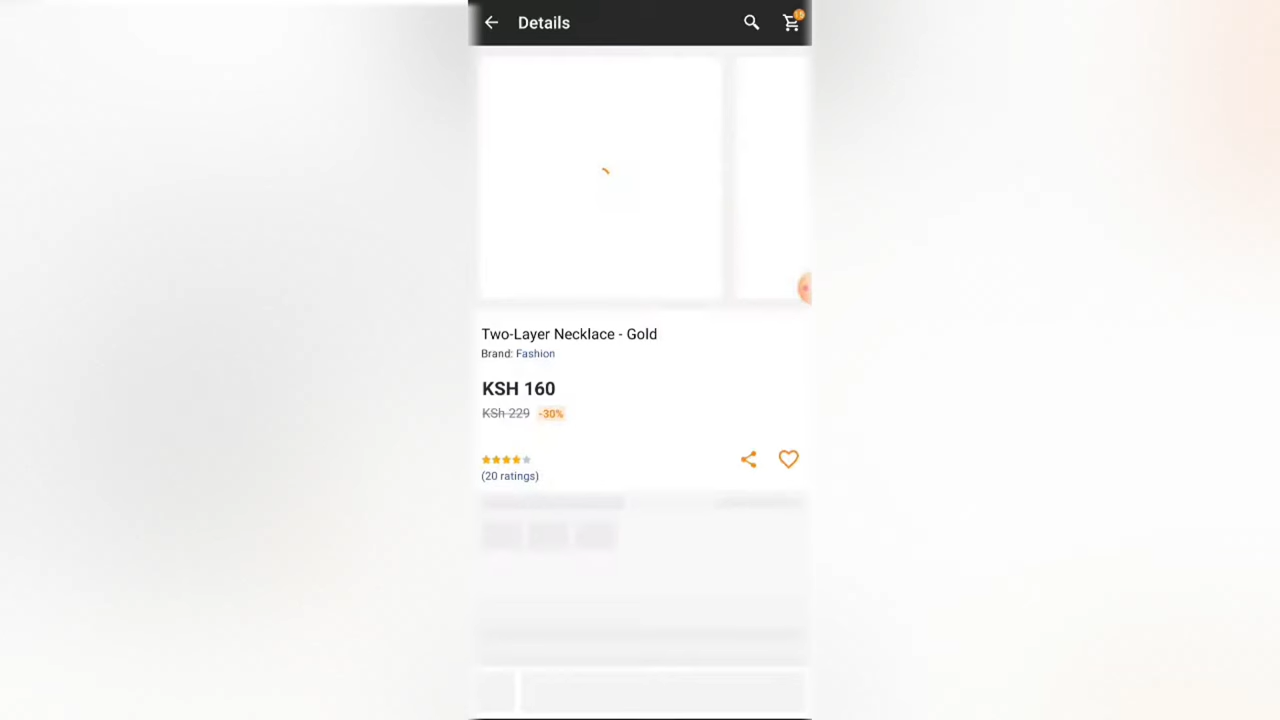 Details
Two-Layer Necklace - Gold
Brand: Fashion
KSH 160
KSh 229 -30%
(20 ratings)